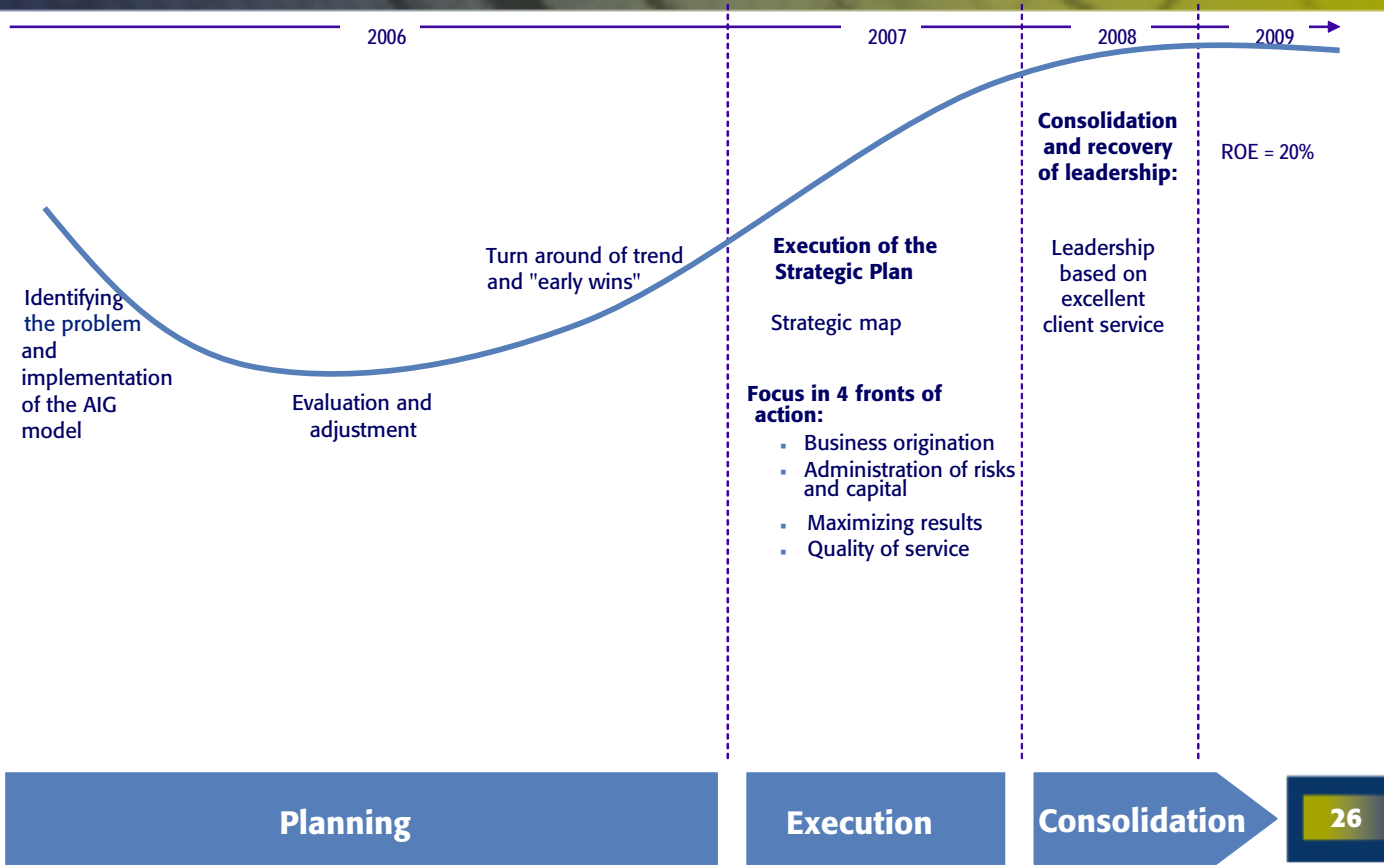 2006
2007
2008
2009
Identifying
the problem
and
implementation
of the AIG
model
Evaluation and
adjustment
Turn around of trend
and "early wins"
Execution of the
Strategic Plan
Strategic map
Focus in 4 fronts of
action:
▪ Business origination
▪ Administration of risks
and capital
▪ Maximizing results
▪ Quality of service
Consolidation
and recovery
of leadership:
Leadership
based on
excellent
client service
ROE = 20%
Planning
Execution
Consolidation
26